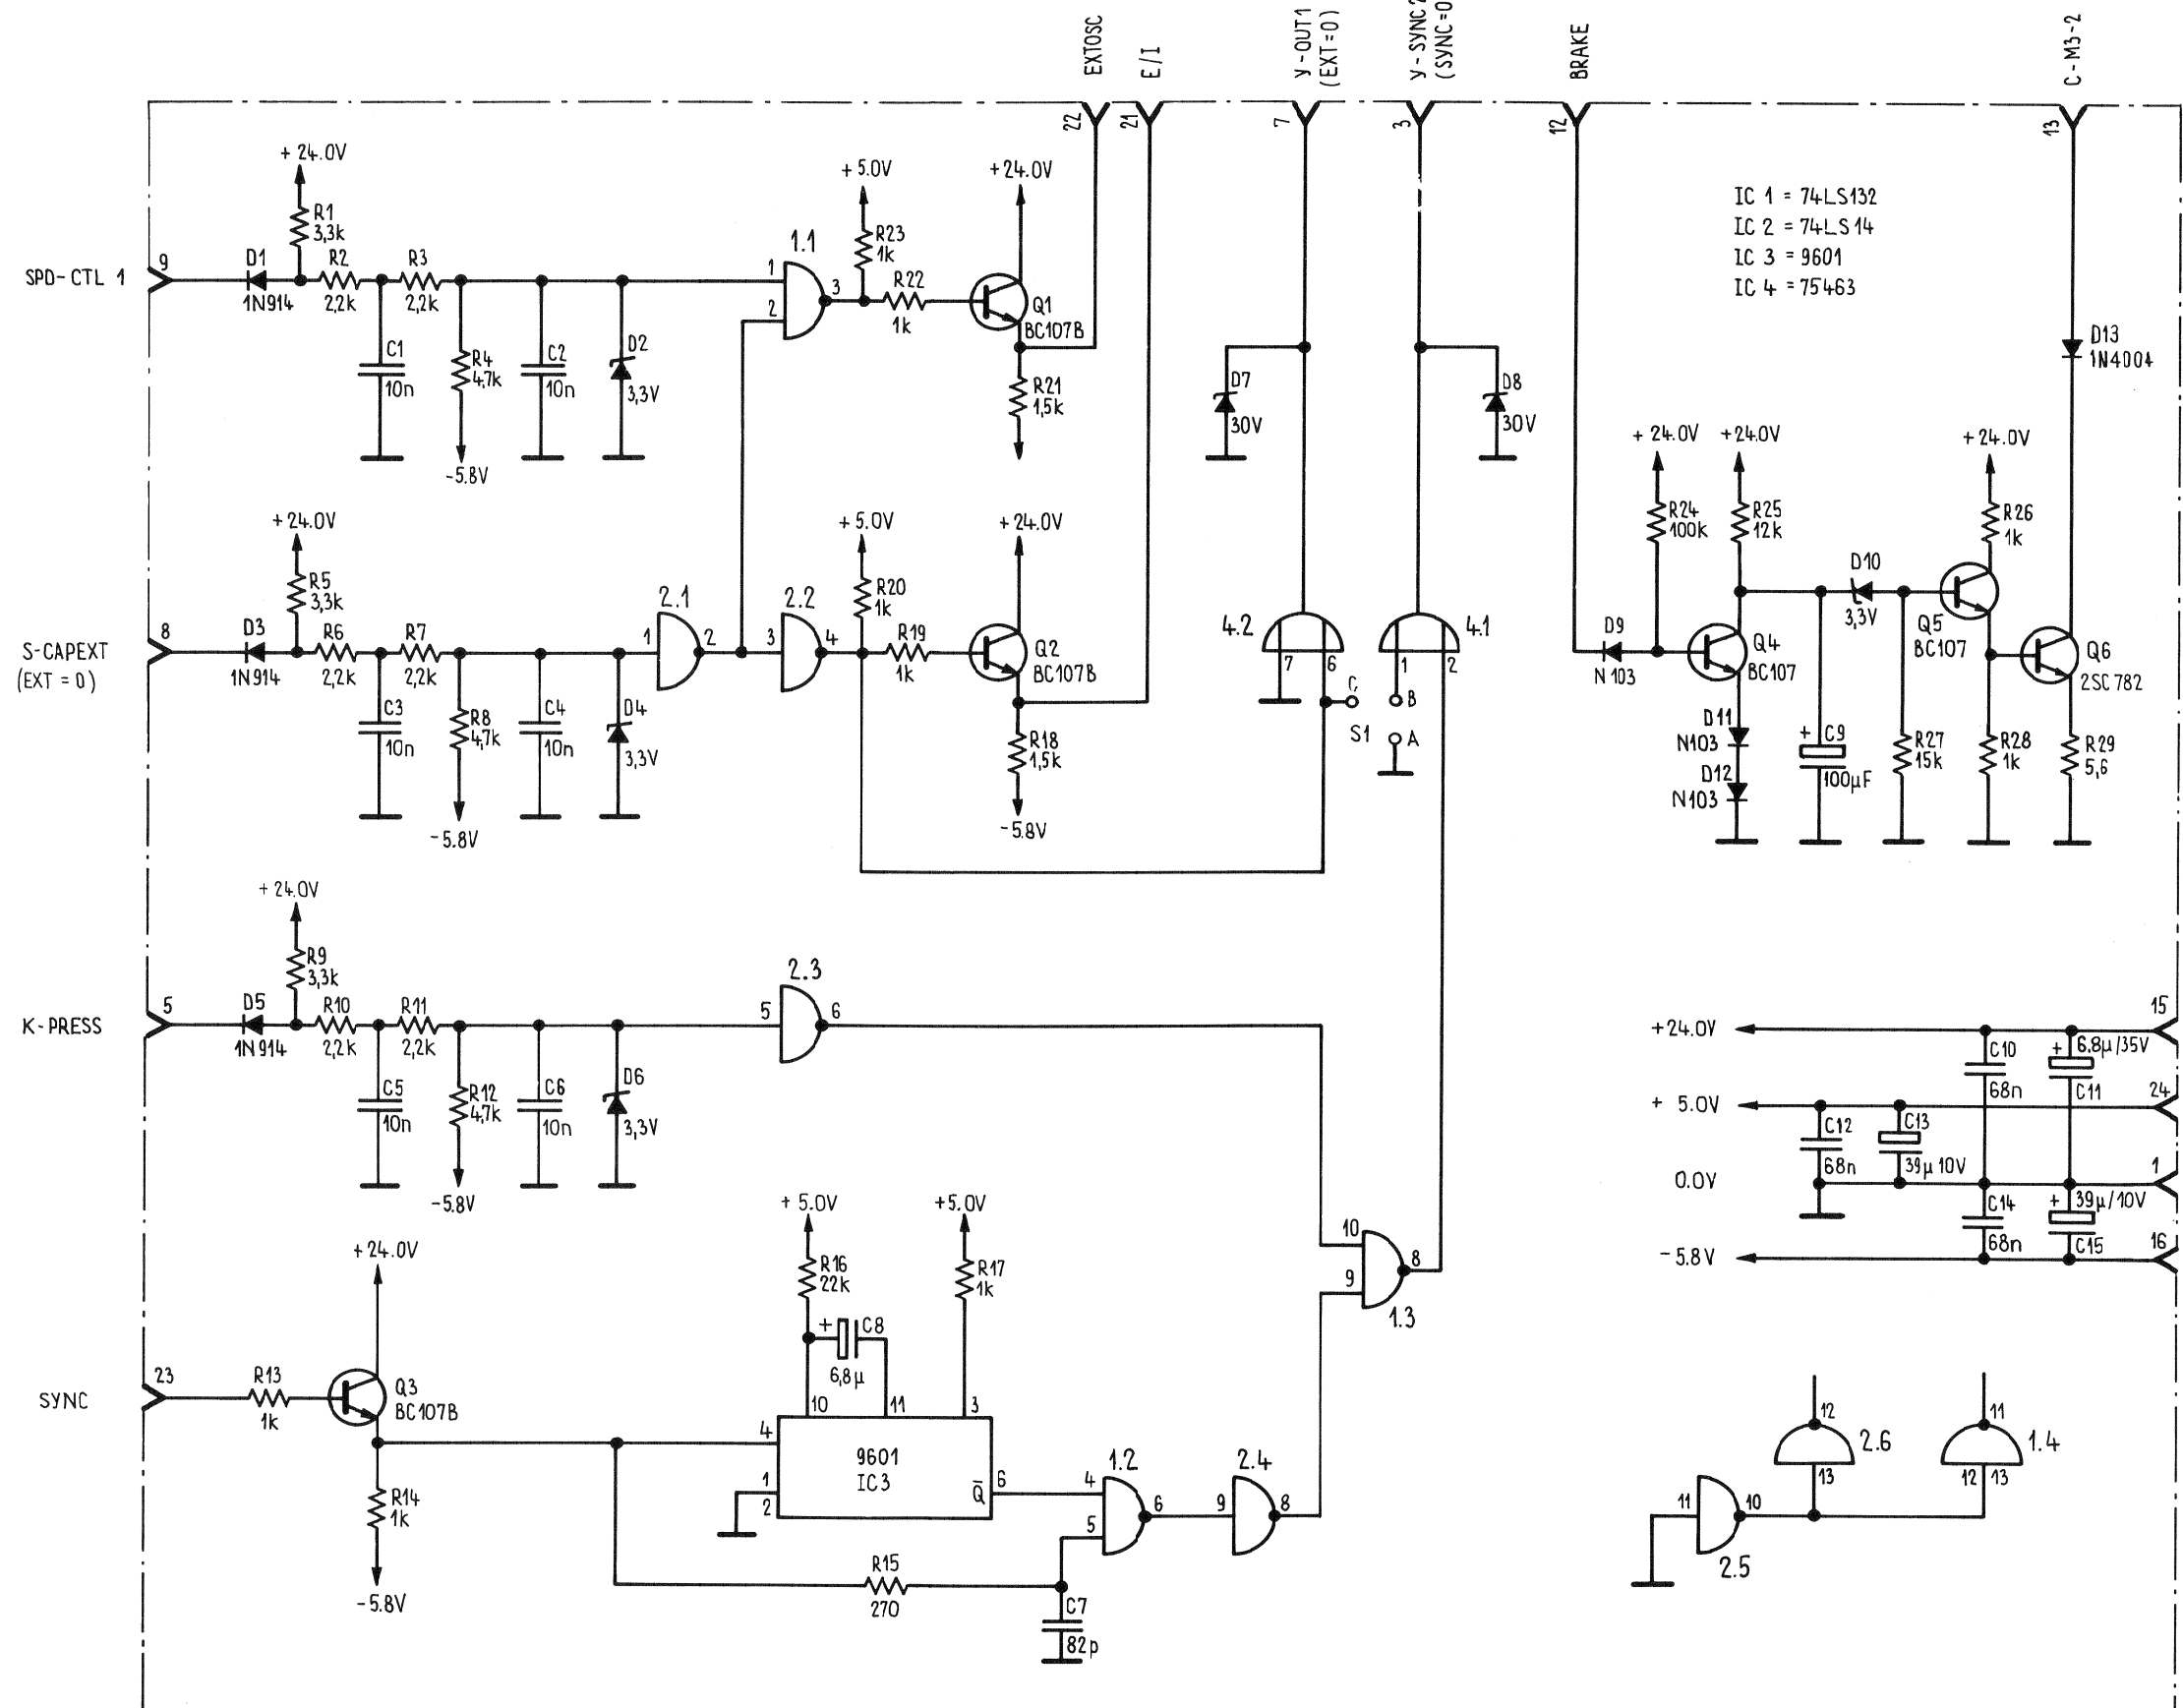 EXTOSC
E/I
Y-OUT1
(EXT=0)
Y-SYNC2
(SYNC=0)
BRAKE
C-M3-2
22
21
7
3
12
13
SPD-CTL 1
9
D1
1N914
+24.0V
R1
3,3k
R2
2,2k
R3
2,2k
C1
10n
R4
4,7k
-5.8V
C2
10n
D2
3,3V
1.1
1
2
3
+5.0V
R23
1k
R22
1k
+24.0V
Q1
BC107B
R21
1,5k
D7
30V
D8
30V
IC 1 = 74LS132
IC 2 = 74LS14
IC 3 = 9601
IC 4 = 75463
D13
1N4004
S-CAPEXT
(EXT = 0)
8
D3
1N914
+24.0V
R5
3,3k
R6
2,2k
R7
2,2k
C3
10n
R8
4,7k
-5.8V
C4
10n
D4
3,3V
2.1
1
2
2.2
3
4
+5.0V
R20
1k
R19
1k
+24.0V
Q2
BC107B
R18
1,5k
-5.8V
4.2
7
6
4.1
1
2
C
B
S1
A
+24.0V
R24
100k
+24.0V
R25
12k
D9
N103
Q4
BC107
D11
N103
D12
N103
+
C9
100µF
D10
3,3V
R27
15k
+24.0V
R26
1k
Q5
BC107
R28
1k
Q6
2SC782
R29
5,6
K-PRESS
5
D5
1N914
+24.0V
R9
3,3k
R10
2,2k
R11
2,2k
C5
10n
R12
4,7k
-5.8V
C6
10n
D6
3,3V
2.3
5
6
+24.0V
15
C10
68n
+
6.8µ/35V
C11
+ 5.0V
24
C12
68n
C13
39µ 10V
0.0V
1
C14
68n
+
39µ/10V
C15
-5.8V
16
SYNC
23
R13
1k
+24.0V
Q3
BC107B
R14
1k
-5.8V
+5.0V
R16
22k
+
C8
6,8µ
+5.0V
R17
1k
10
11
3
4
1
2
9601
IC3
Q̅
6
R15
270
C7
82p
1.2
4
5
6
2.4
9
8
10
9
8
1.3
12
2.6
13
11
1.4
12
13
11
10
2.5